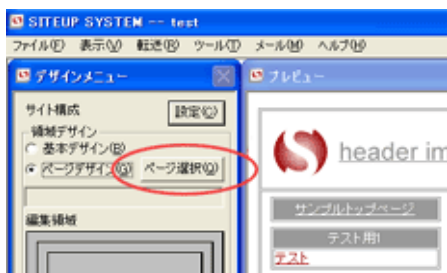 SITEUP SYSTEM -- test
ファイル(F) 表示(V) 転送(R) ツール(T) メール(M) ヘルプ(H)
デザインメニュー
プレビュー
サイト構成
設定(C)
領域デザイン
基本デザイン(B)
ページデザイン(G)
ページ選択(Q)
編集領域
header im
サンプルトップページ
テスト用1
テスト